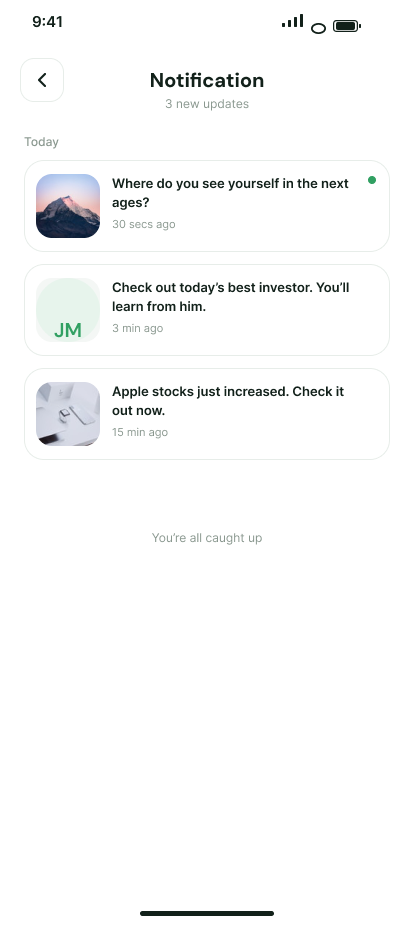 9:41
Notification
3 new updates
Today
Where do you see yourself in the next
ages?
30 secs ago
JM
Check out today’s best investor. You’ll
learn from him.
3 min ago
Apple stocks just increased. Check it
out now.
15 min ago
You’re all caught up